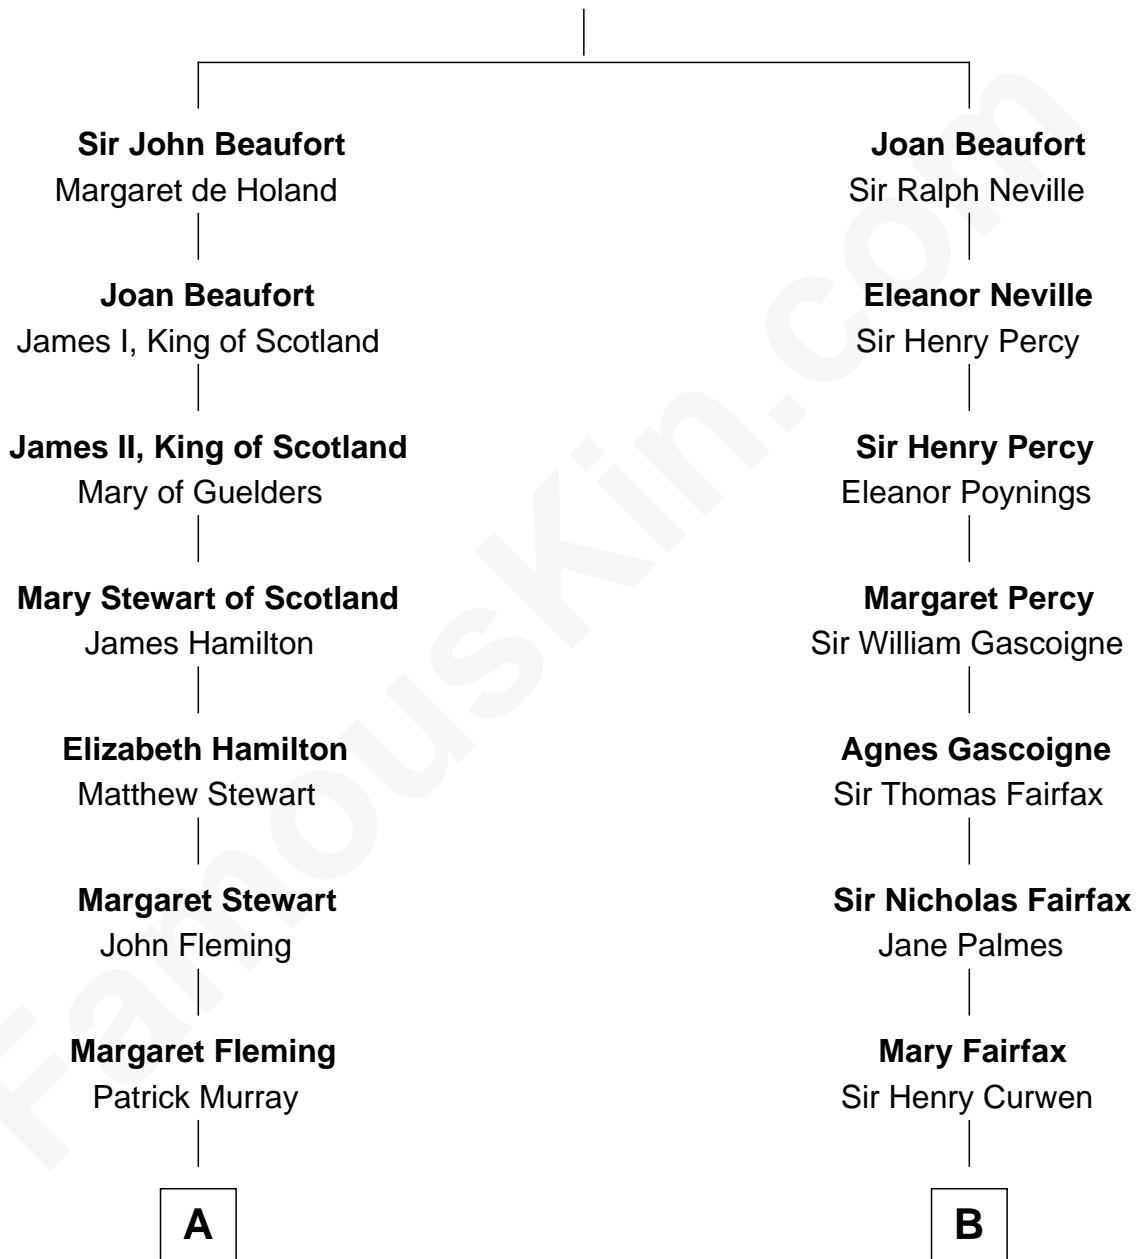 Sir John Beaufort
Margaret de Holand
Joan Beaufort
James I, King of Scotland
James II, King of Scotland
Mary of Guelders
Mary Stewart of Scotland
James Hamilton
Elizabeth Hamilton
Matthew Stewart
Margaret Stewart
John Fleming
Margaret Fleming
Patrick Murray
A
Joan Beaufort
Sir Ralph Neville
Eleanor Neville
Sir Henry Percy
Sir Henry Percy
Eleanor Poynings
Margaret Percy
Sir William Gascoigne
Agnes Gascoigne
Sir Thomas Fairfax
Sir Nicholas Fairfax
Jane Palmes
Mary Fairfax
Sir Henry Curwen
B
FamousKin.com